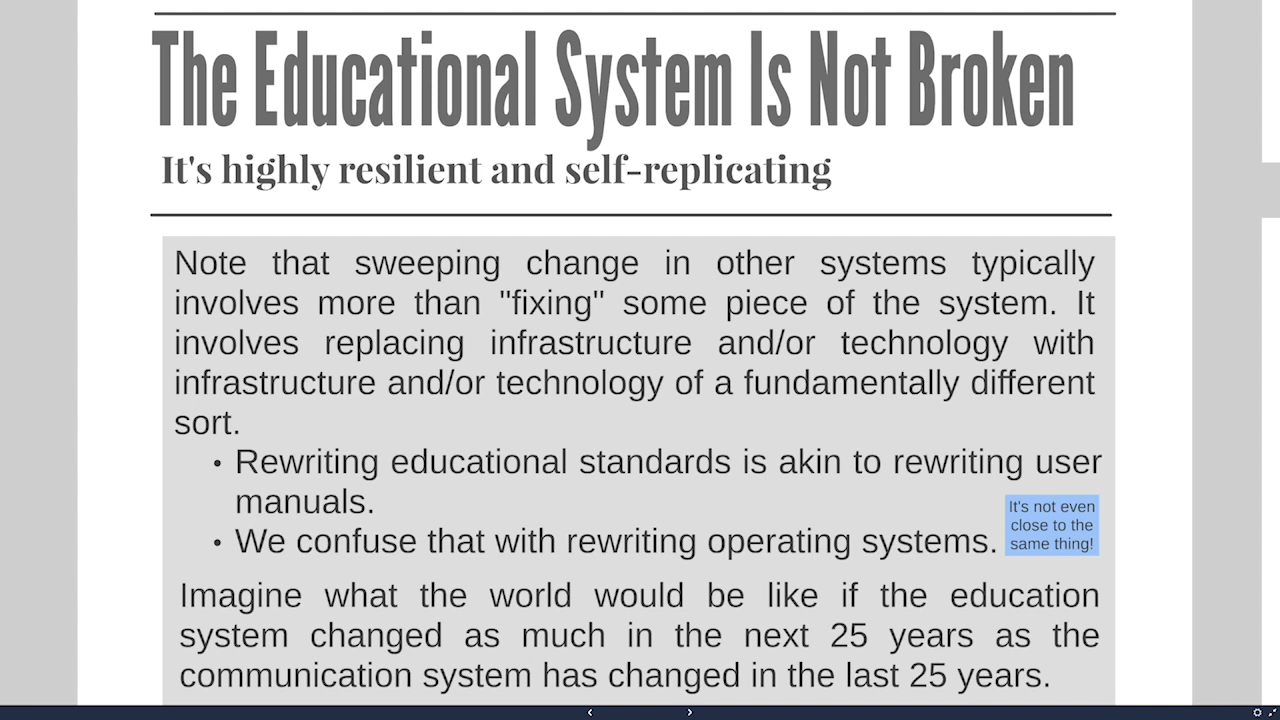 The Educational System Is Not Broken
It's highly resilient and self-replicating
Note that sweeping change in other systems typically
involves more than "fixing" some piece of the system. It
involves replacing infrastructure and/or technology with
infrastructure and/or technology of a fundamentally different
sort.
• Rewriting educational standards is akin to rewriting user
manuals.
• We confuse that with rewriting operating systems.
It's not even
close to the
same thing!
Imagine what the world would be like if the education
system changed as much in the next 25 years as the
communication system has changed in the last 25 years.